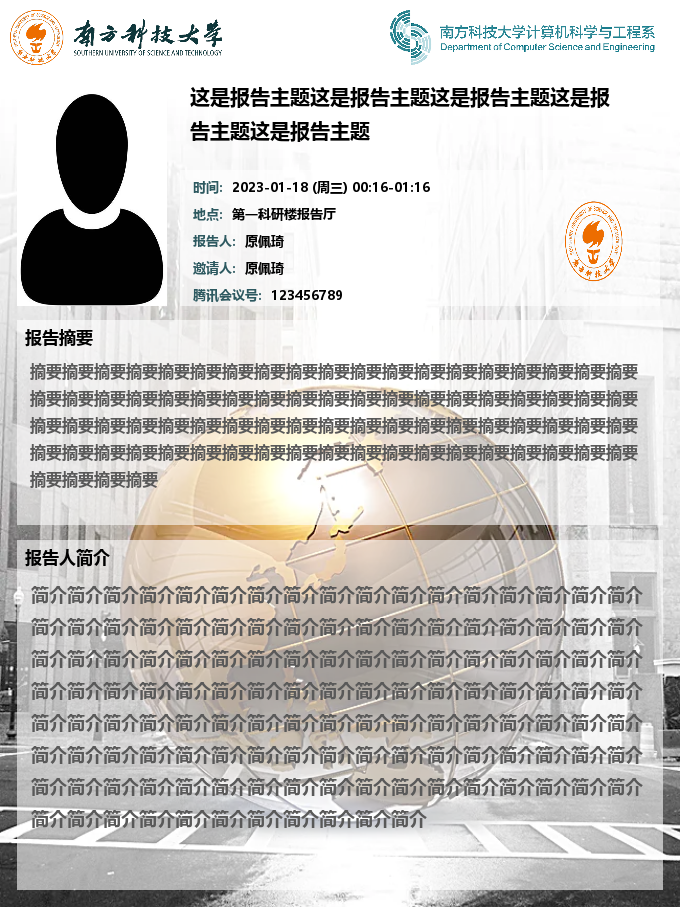 南方科技大学
SOUTHERN UNIVERSITY OF SCIENCE AND TECHNOLOGY
南方科技大学计算机科学与工程系
Department of Computer Science and Engineering
这是报告主题这是报告主题这是报告主题这是报
告主题这是报告主题
时间: 2023-01-18 (周三) 00:16-01:16
地点: 第一科研楼报告厅
报告人: 原佩琦
邀请人: 原佩琦
腾讯会议号: 123456789
报告摘要
摘要摘要摘要摘要摘要摘要摘要摘要摘要摘要摘要摘要摘要摘要摘要摘要摘要摘要摘要
摘要摘要摘要摘要摘要摘要摘要摘要摘要摘要摘要摘要摘要摘要摘要摘要摘要摘要摘要
摘要摘要摘要摘要摘要摘要摘要摘要摘要摘要摘要摘要摘要摘要摘要摘要摘要摘要摘要
摘要摘要摘要摘要摘要摘要摘要摘要摘要摘要摘要摘要摘要摘要摘要摘要摘要摘要摘要
摘要摘要摘要摘要
报告人简介
简介简介简介简介简介简介简介简介简介简介简介简介简介简介简介简介简介
简介简介简介简介简介简介简介简介简介简介简介简介简介简介简介简介简介
简介简介简介简介简介简介简介简介简介简介简介简介简介简介简介简介简介
简介简介简介简介简介简介简介简介简介简介简介简介简介简介简介简介简介
简介简介简介简介简介简介简介简介简介简介简介简介简介简介简介简介简介
简介简介简介简介简介简介简介简介简介简介简介简介简介简介简介简介简介
简介简介简介简介简介简介简介简介简介简介简介简介简介简介简介简介简介
简介简介简介简介简介简介简介简介简介简介简介